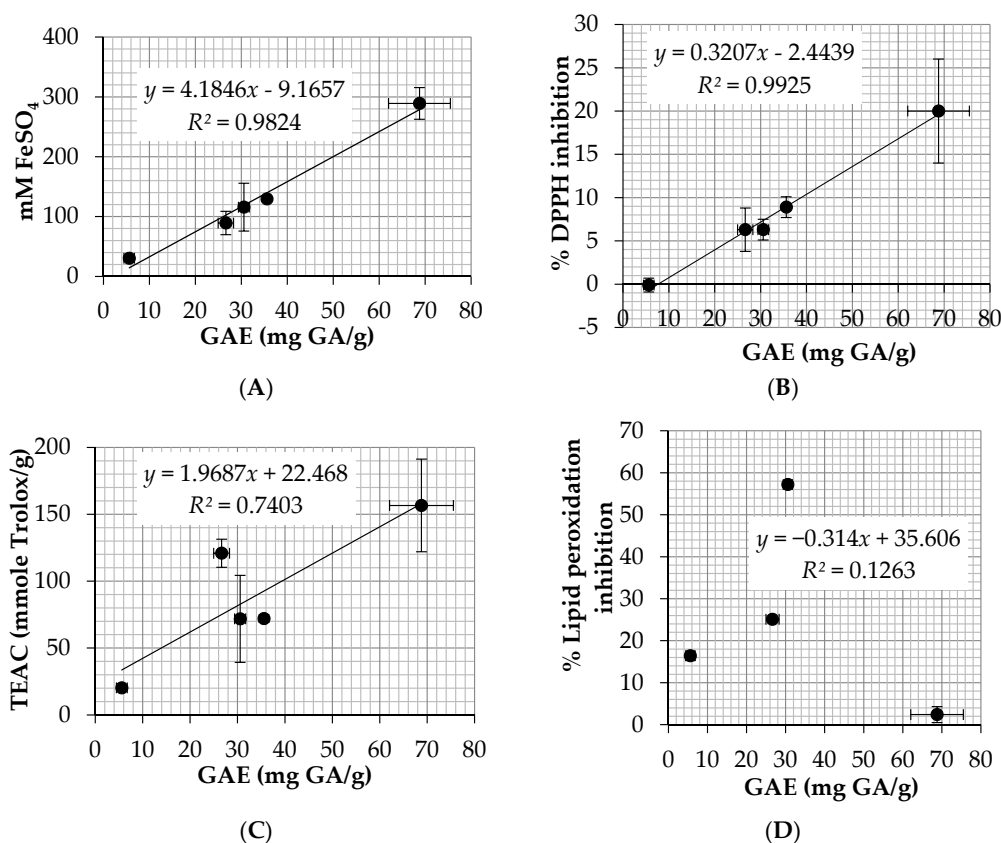 mM FeSO₄
400
300
200
100
0
y = 4.1846x - 9.1657
R² = 0.9824
0 10 20 30 40 50 60 70 80
GAE (mg GA/g)
(A)
% DPPH inhibition
30
25
20
15
10
5
0
-5
y = 0.3207x - 2.4439
R² = 0.9925
0 10 20 30 40 50 60 70 80
GAE (mg GA/g)
(B)
TEAC (mmole Trolox/g)
200
150
100
50
0
y = 1.9687x + 22.468
R² = 0.7403
0 10 20 30 40 50 60 70 80
GAE (mg GA/g)
(C)
% Lipid peroxidation
inhibition
70
60
50
40
30
20
10
0
y = −0.314x + 35.606
R² = 0.1263
0 10 20 30 40 50 60 70 80
GAE (mg GA/g)
(D)